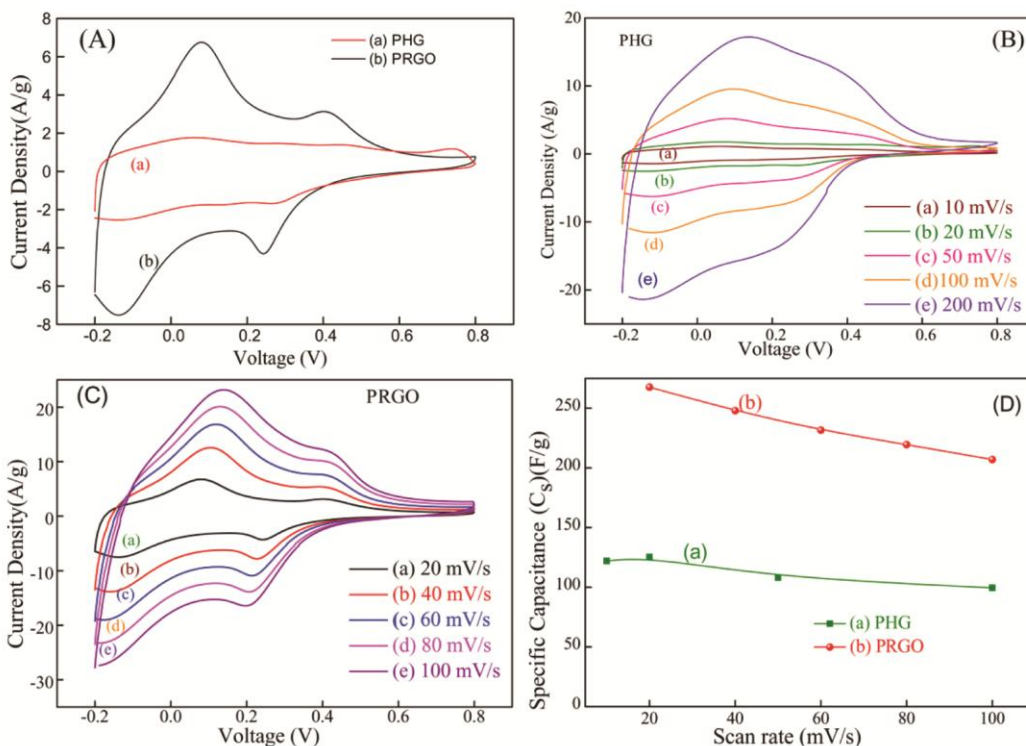 (A)
(a) PHG
(b) PRGO
8
6
4
2
0
-2
-4
-6
-8
Current Density(A/g)
(a)
(b)
-0.2
0.0
0.2
0.4
0.6
0.8
Voltage (V)
PHG
(B)
20
10
0
-10
-20
Current Density (A/g)
(a)
(b)
(c)
(d)
(e)
(a) 10 mV/s
(b) 20 mV/s
(c) 50 mV/s
(d)100 mV/s
(e) 200 mV/s
-0.2
0.0
0.2
0.4
0.6
0.8
Voltage (V)
(C)
PRGO
20
10
0
-10
-20
-30
Current Density(A/g)
(a)
(b)
(c)
(d)
(e)
(a) 20 mV/s
(b) 40 mV/s
(c) 60 mV/s
(d) 80 mV/s
(e) 100 mV/s
-0.2
0.0
0.2
0.4
0.6
0.8
Voltage (V)
(D)
250
200
150
100
50
0
Specific Capacitance (Cs)(F/g)
(b)
(a)
(a) PHG
(b) PRGO
20
40
60
80
100
Scan rate (mV/s)